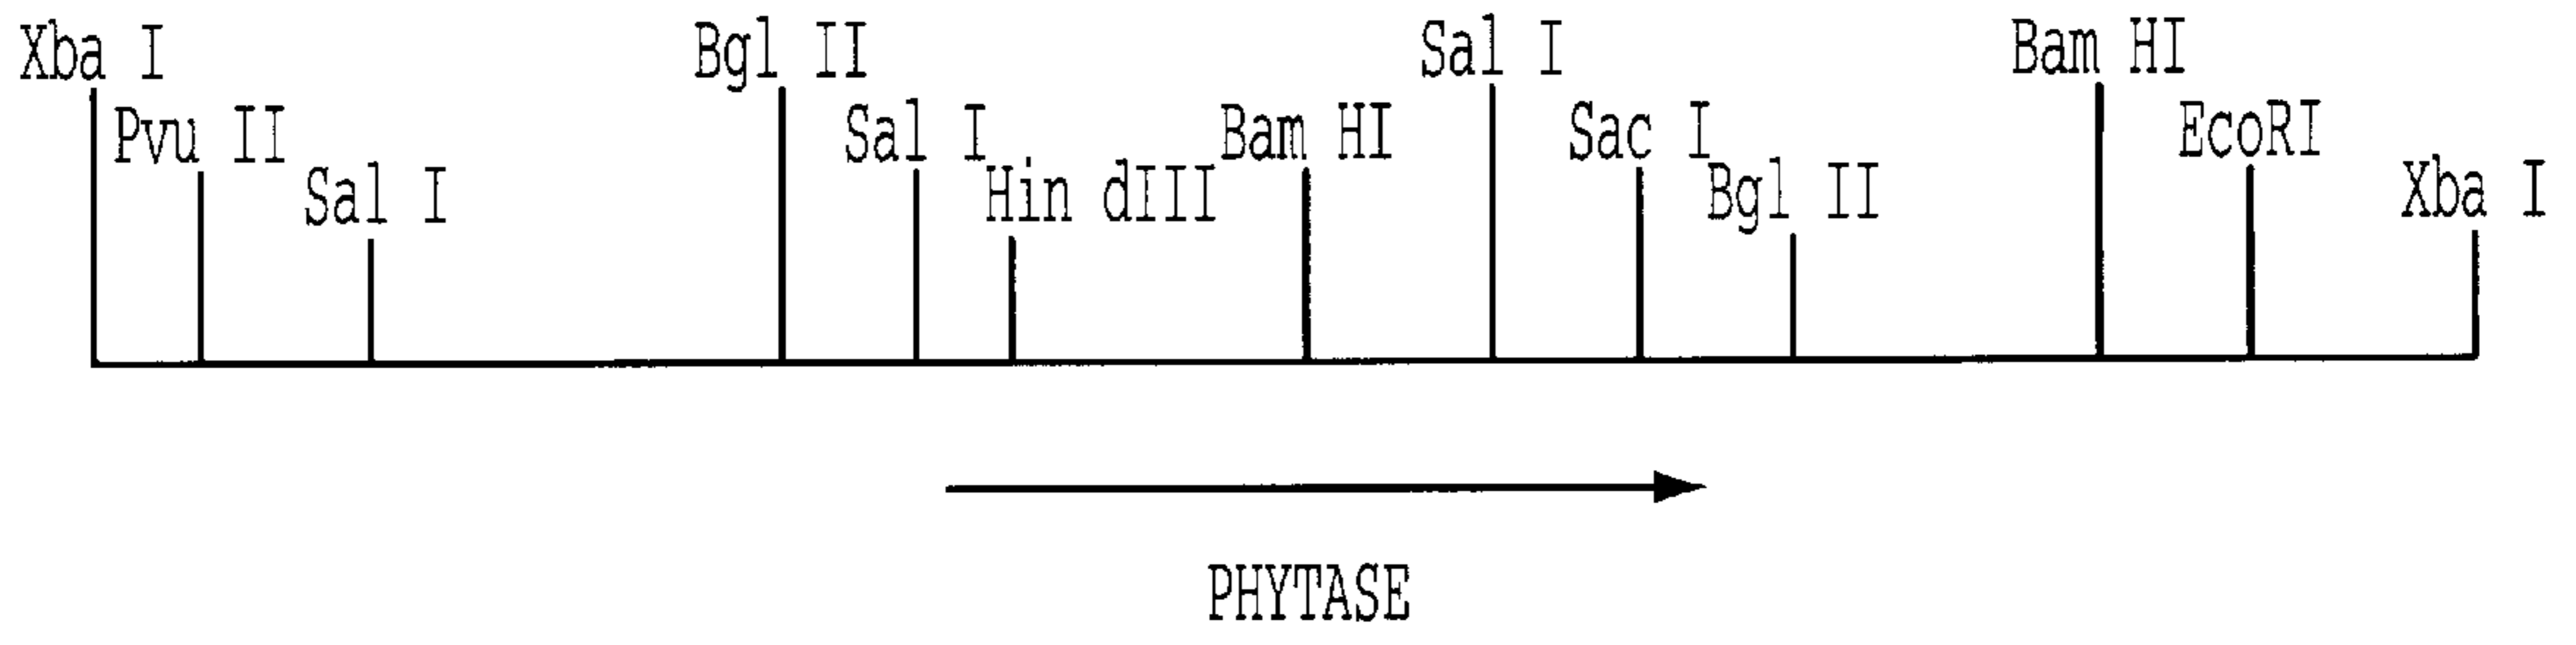 Xba I
Pvu II
Sal I
Bgl II
Sal I
Hin dIII
Bam HI
Sal I
Sac I
Bgl II
Bam HI
EcoRI
Xba I
PHYTASE